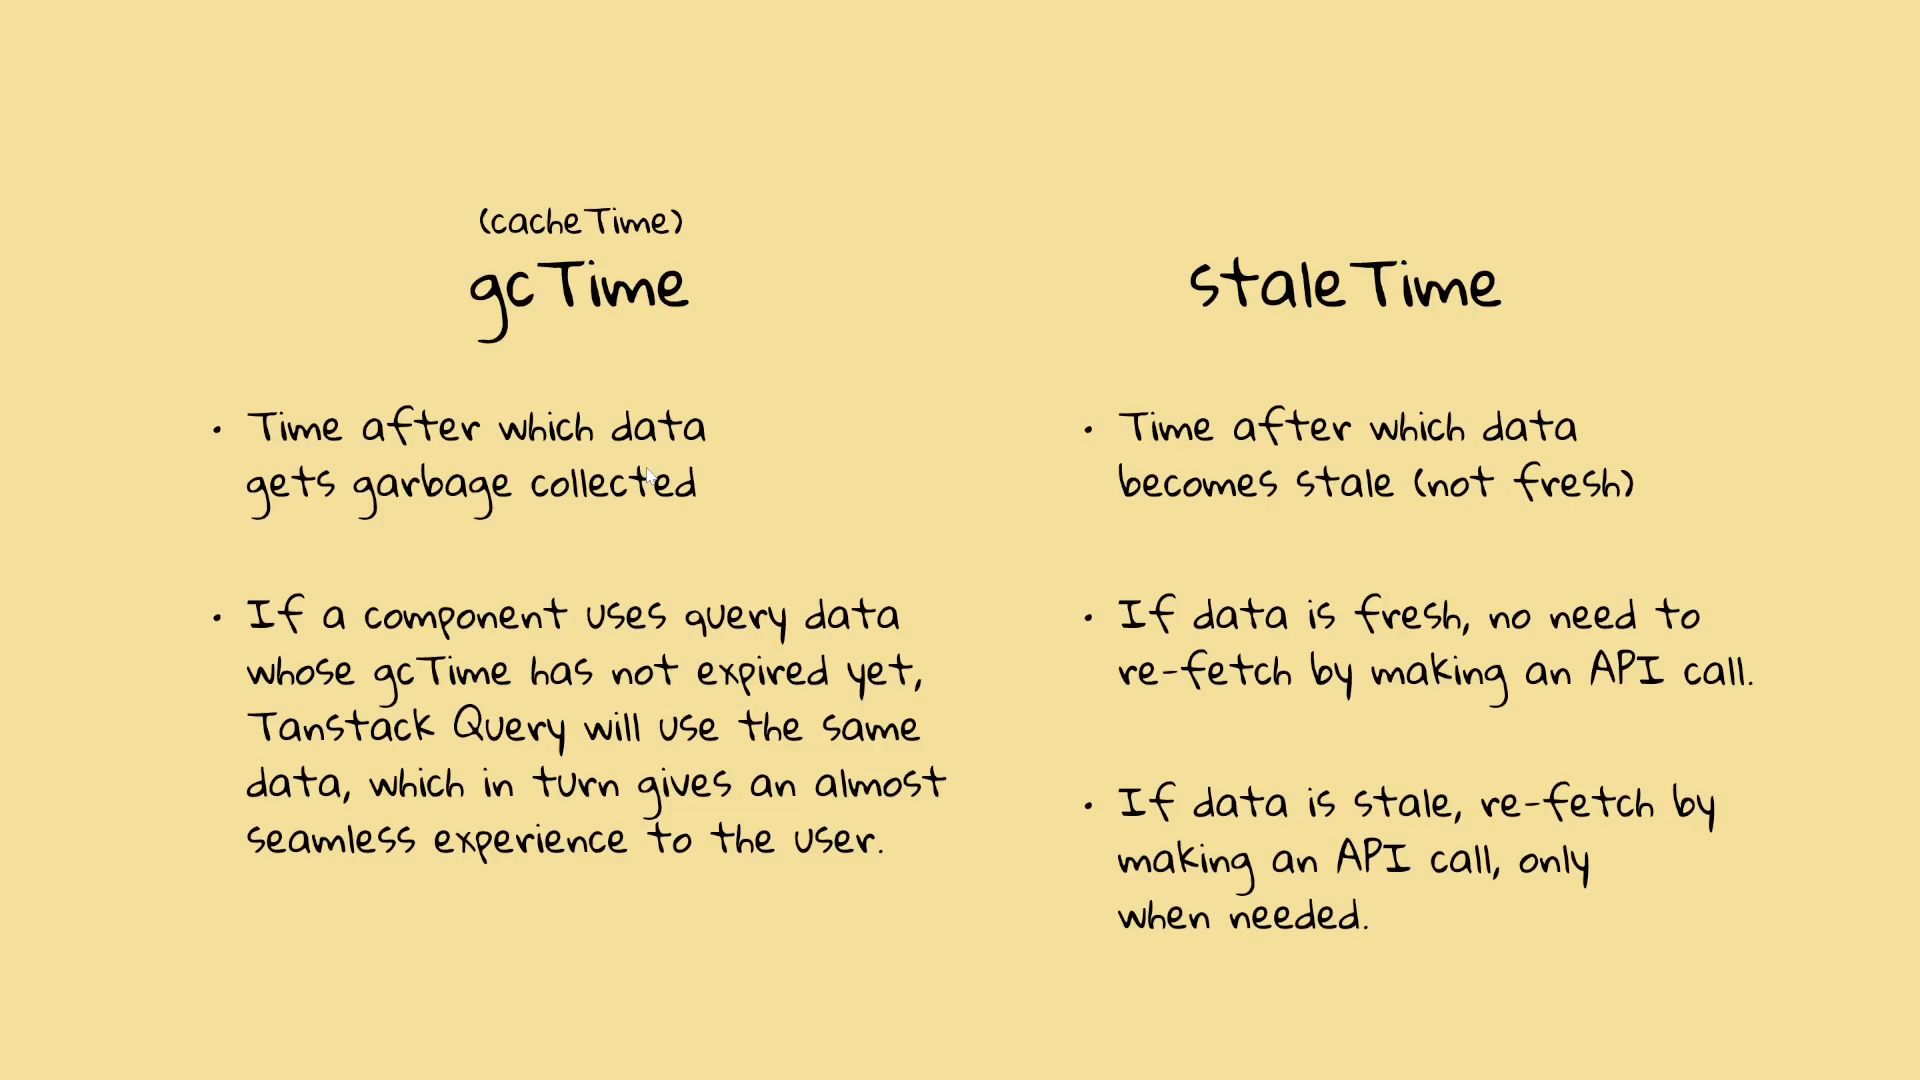 (cacheTime)
gcTime
• Time after which data
gets garbage collected
• If a component uses query data
whose gcTime has not expired yet,
Tanstack Query will use the same
data, which in turn gives an almost
seamless experience to the user.
staleTime
• Time after which data
becomes stale (not fresh)
• If data is fresh, no need to
re-fetch by making an API call.
• If data is stale, re-fetch by
making an API call, only
when needed.